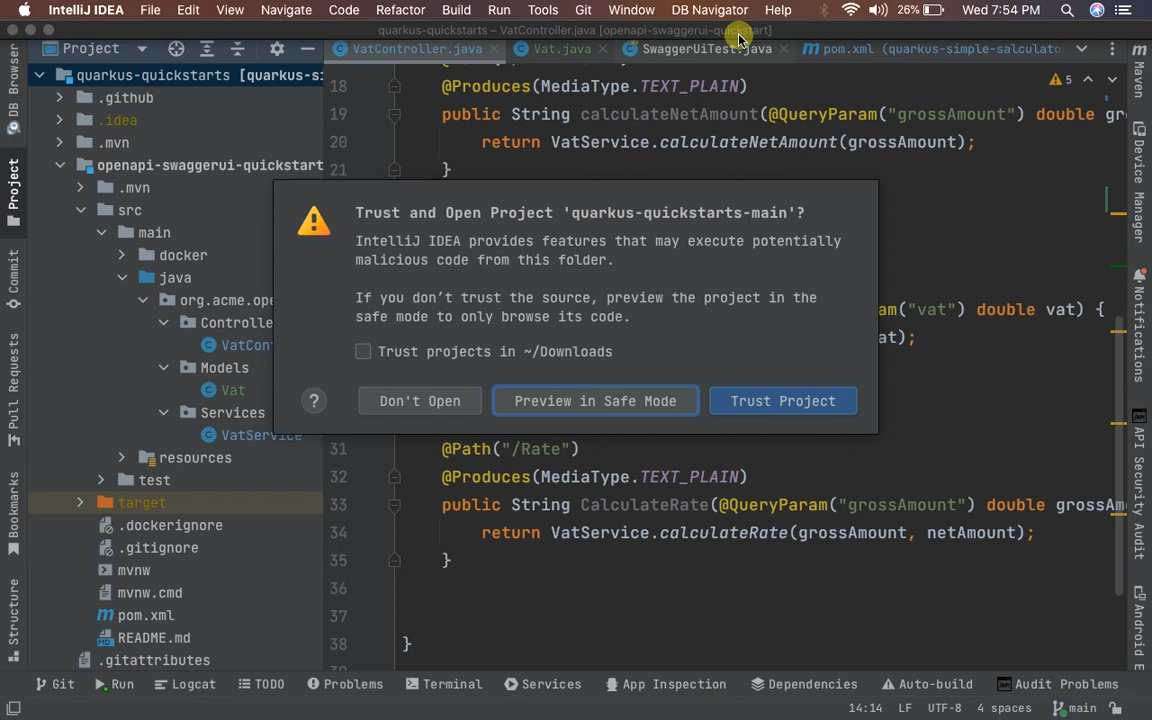 IntelliJ IDEA File Edit View Navigate Code Refactor Build Run Tools Git Window DB Navigator Help 26% Wed 7:54 PM
quarkus-quickstarts – VatController.java [openapi-swaggerui-quickstart]
Project VatController.java Vat.java SwaggerUiTest.java pom.xml (quarkus-simple-salculato
quarkus-quickstarts [quarkus-si
.github
.idea
.mvn
openapi-swaggerui-quickstart
.mvn
src
main
docker
java
org.acme.ope
Controlle
VatCon
Models
Vat
Services
VatService
resources
test
target
.dockerignore
.gitignore
mvnw
mvnw.cmd
pom.xml
README.md
.gitattributes
18 @Produces(MediaType.TEXT_PLAIN)
5
19 public String calculateNetAmount(@QueryParam("grossAmount") double gr
20 return VatService.calculateNetAmount(grossAmount);
21 }
am("vat") double vat) {
at);
31 @Path("/Rate")
32 @Produces(MediaType.TEXT_PLAIN)
33 public String CalculateRate(@QueryParam("grossAmount") double grossAm
34 return VatService.calculateRate(grossAmount, netAmount);
35 }
36
37
38 }
Trust and Open Project 'quarkus-quickstarts-main'?
IntelliJ IDEA provides features that may execute potentially
malicious code from this folder.
If you don't trust the source, preview the project in the
safe mode to only browse its code.
Trust projects in ~/Downloads
? Don't Open Preview in Safe Mode Trust Project
DB Browser
Project
Commit
Pull Requests
Bookmarks
Structure
Maven
Device Manager
Notifications
API Security Audit
Android E
Git Run Logcat TODO Problems Terminal Services App Inspection Dependencies Auto-build Audit Problems
14:14 LF UTF-8 4 spaces main